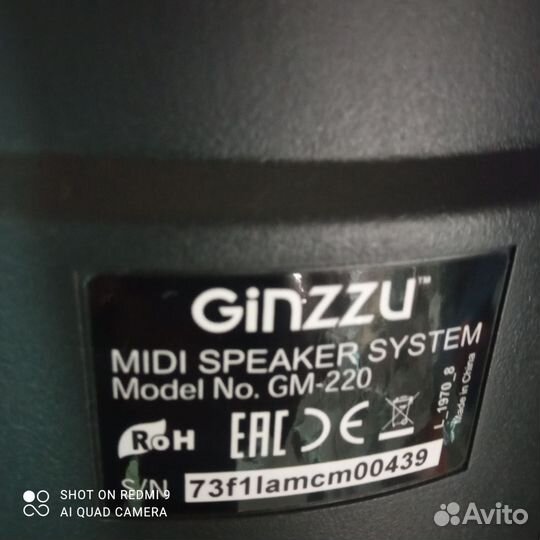 GiNZZU™
MIDI SPEAKER SYSTEM
Model No. GM-220
RoH
EAC CE
S/N 73f1lamcm00439
L_1970_8
Made in China
SHOT ON REDMI 9
AI QUAD CAMERA
Avito